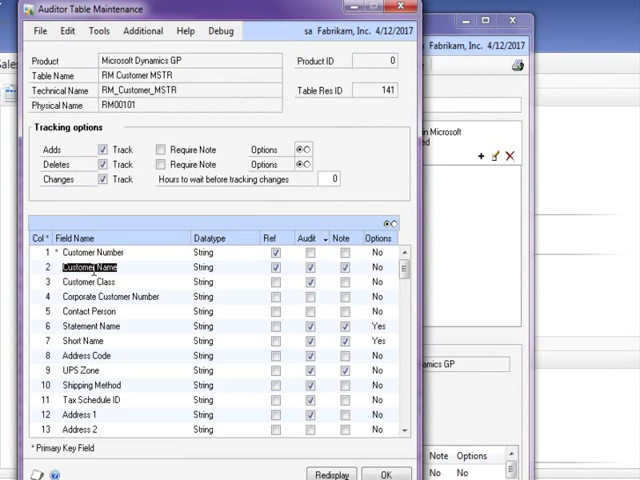 Auditor Table Maintenance
File Edit Tools Additional Help Debug sa Fabrikam, Inc. 4/12/2017
Fabrikam, Inc. 4/12/2017
Product Microsoft Dynamics GP Product ID 0
Table Name RM Customer MSTR
Technical Name RM_Customer_MSTR Table Res ID 141
Physical Name RM00101
Tracking options
Adds Track Require Note Options
Deletes Track Require Note Options
Changes Track Hours to wait before tracking changes 0
n Microsoft
ed
Col* Field Name Datatype Ref Audit Note Options
1 * Customer Number String No
2 Customer Name String No
3 Customer Class String No
4 Corporate Customer Number String No
5 Contact Person String No
6 Statement Name String Yes
7 Short Name String Yes
8 Address Code String No
9 UPS Zone String No
10 Shipping Method String No
11 Tax Schedule ID String No
12 Address 1 String No
13 Address 2 String No
* Primary Key Field
Redisplay OK
amics GP
Note Options
No No